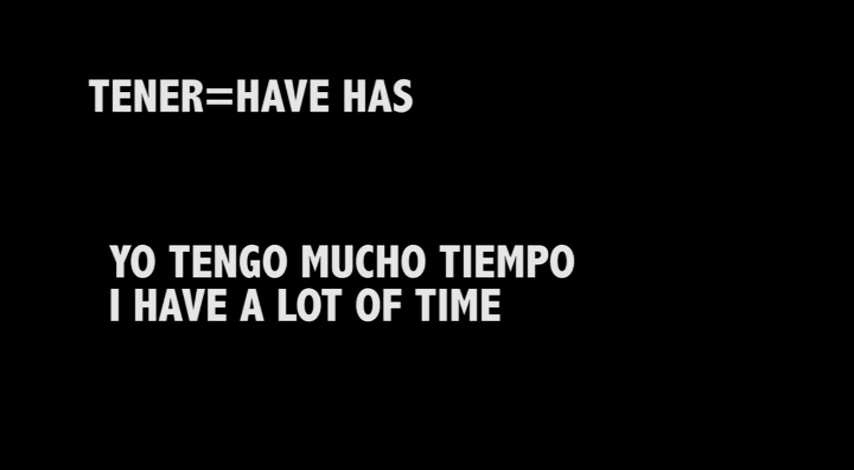 TENER=HAVE HAS
YO TENGO MUCHO TIEMPO
I HAVE A LOT OF TIME